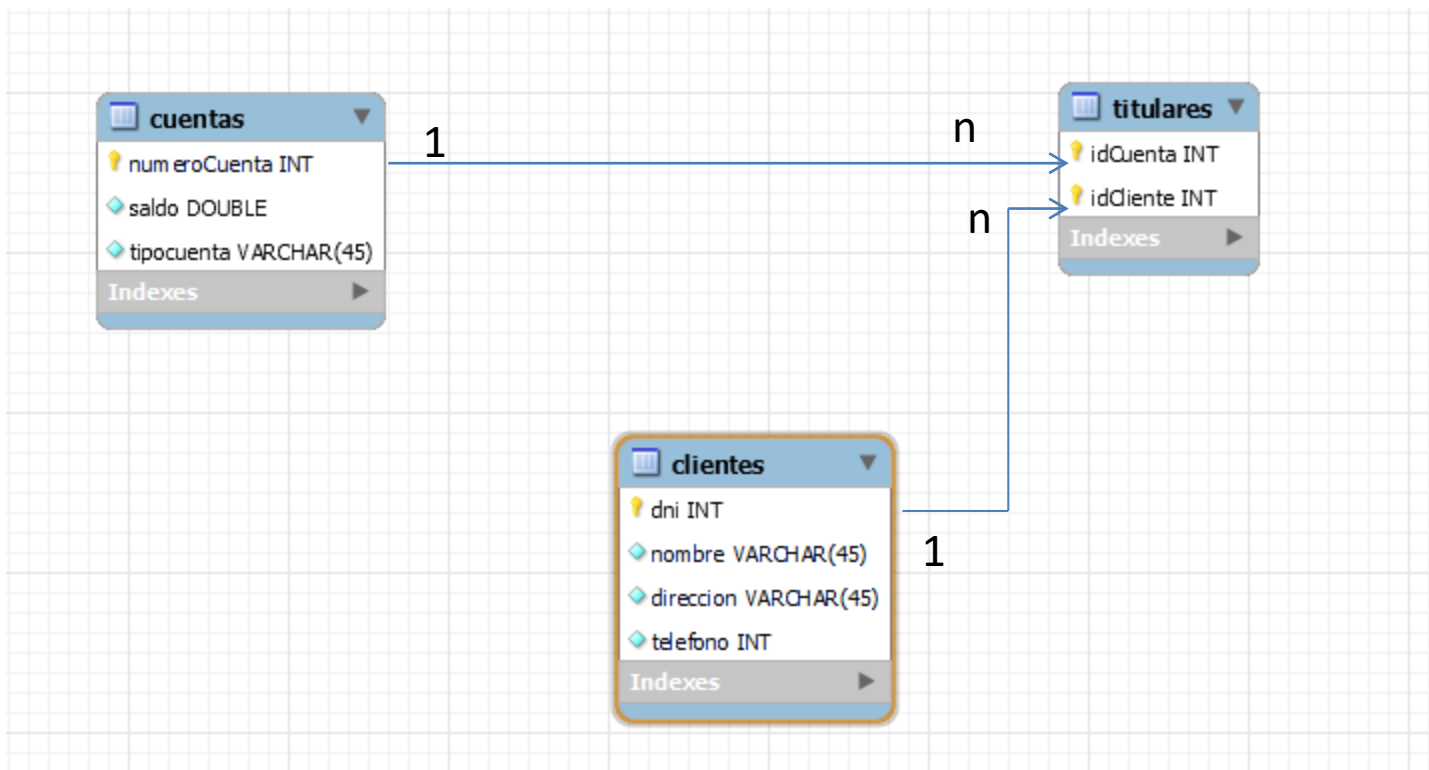 cuentas
numeroCuenta INT
saldo DOUBLE
tipocuenta VARCHAR(45)
Indexes
1
n
titulares
idCuenta INT
idCliente INT
Indexes
n
clientes
dni INT
nombre VARCHAR(45)
direccion VARCHAR(45)
telefono INT
Indexes
1